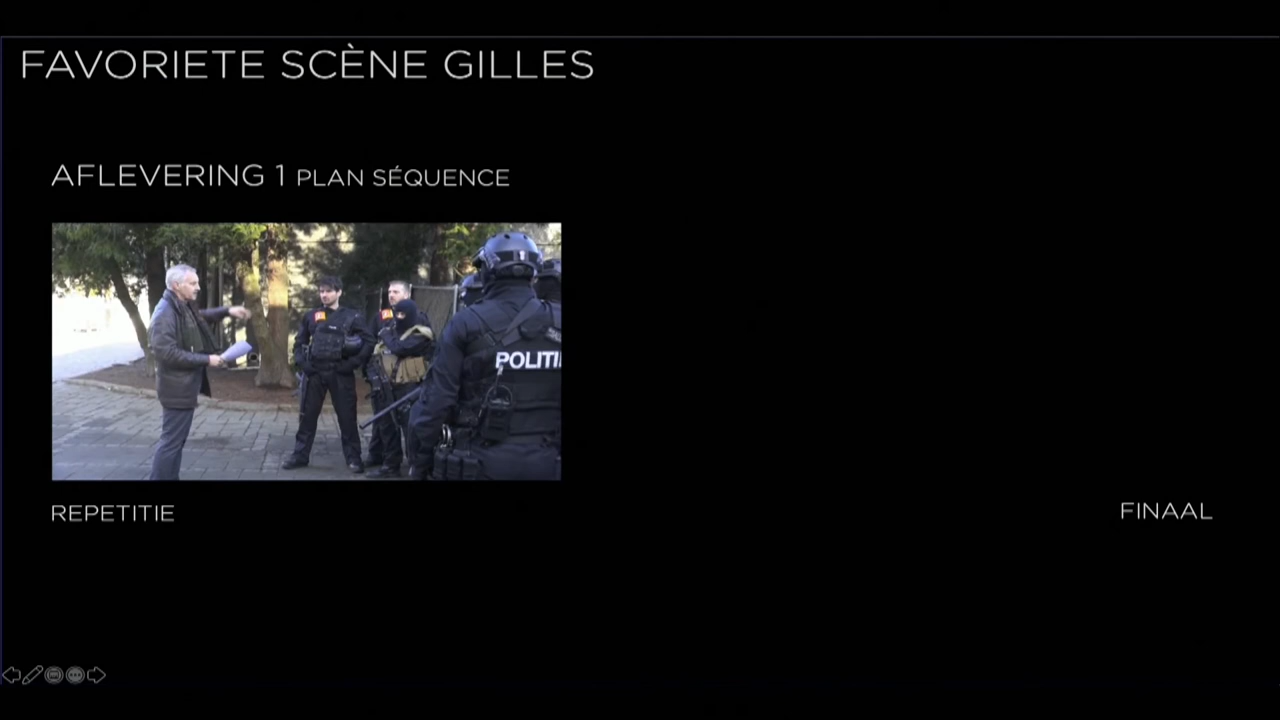 FAVORIETE SCÈNE GILLES
AFLEVERING 1 PLAN SÉQUENCE
POLITI
REPETITIE
FINAAL